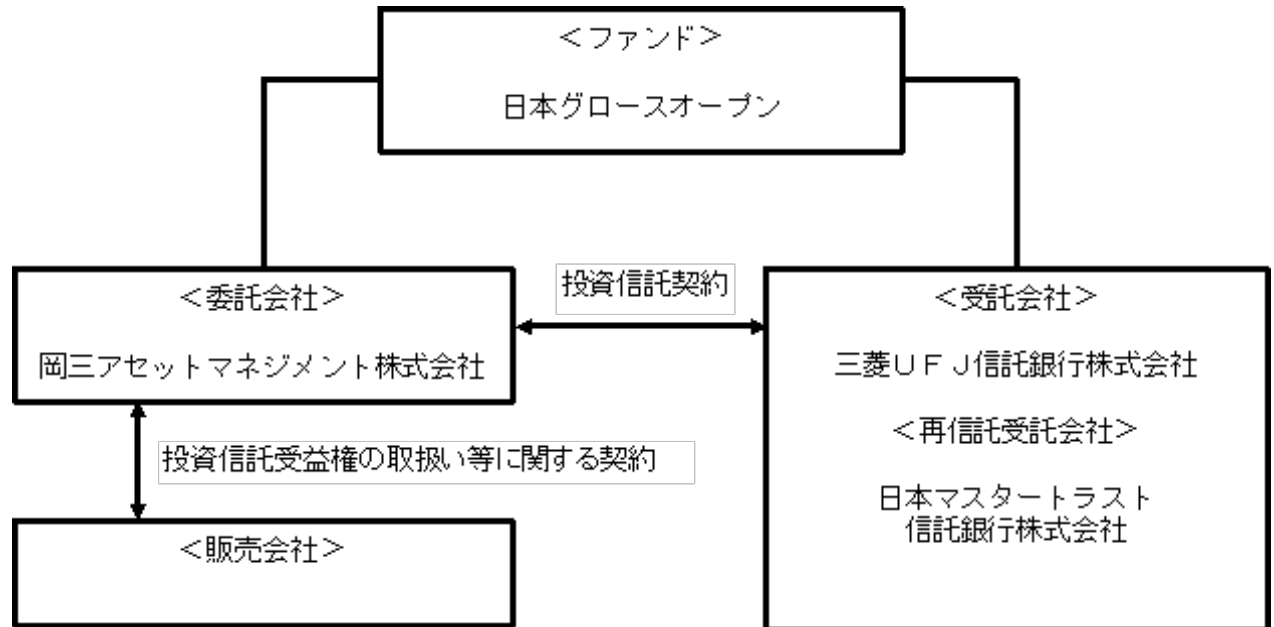 ＜ファンド＞
日本グロースオープン
＜委託会社＞
岡三アセットマネジメント株式会社
投資信託契約
＜受託会社＞
三菱ＵＦＪ信託銀行株式会社
＜再信託受託会社＞
日本マスタートラスト
信託銀行株式会社
投資信託受益権の取扱い等に関する契約
＜販売会社＞